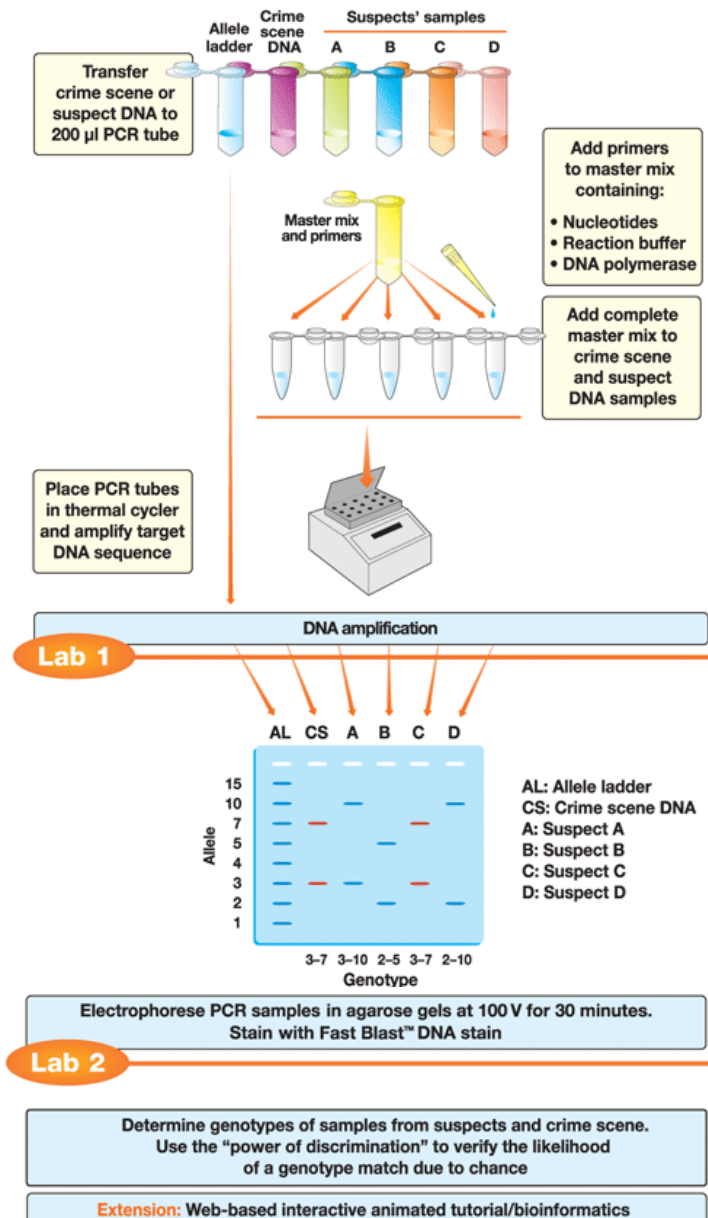 Allele
ladder
Crime
scene
DNA
Suspects' samples
A B C D
Transfer
crime scene or
suspect DNA to
200 µl PCR tube
Add primers
to master mix
containing:
• Nucleotides
• Reaction buffer
• DNA polymerase
Master mix
and primers
Add complete
master mix to
crime scene
and suspect
DNA samples
Place PCR tubes
in thermal cycler
and amplify target
DNA sequence
DNA amplification
Lab 1
AL CS A B C D
Allele
15
10
7
5
4
3
2
1
AL: Allele ladder
CS: Crime scene DNA
A: Suspect A
B: Suspect B
C: Suspect C
D: Suspect D
3–7 3–10 2–5 3–7 2–10
Genotype
Electrophorese PCR samples in agarose gels at 100 V for 30 minutes.
Stain with Fast Blast™ DNA stain
Lab 2
Determine genotypes of samples from suspects and crime scene.
Use the “power of discrimination” to verify the likelihood
of a genotype match due to chance
Extension: Web-based interactive animated tutorial/bioinformatics